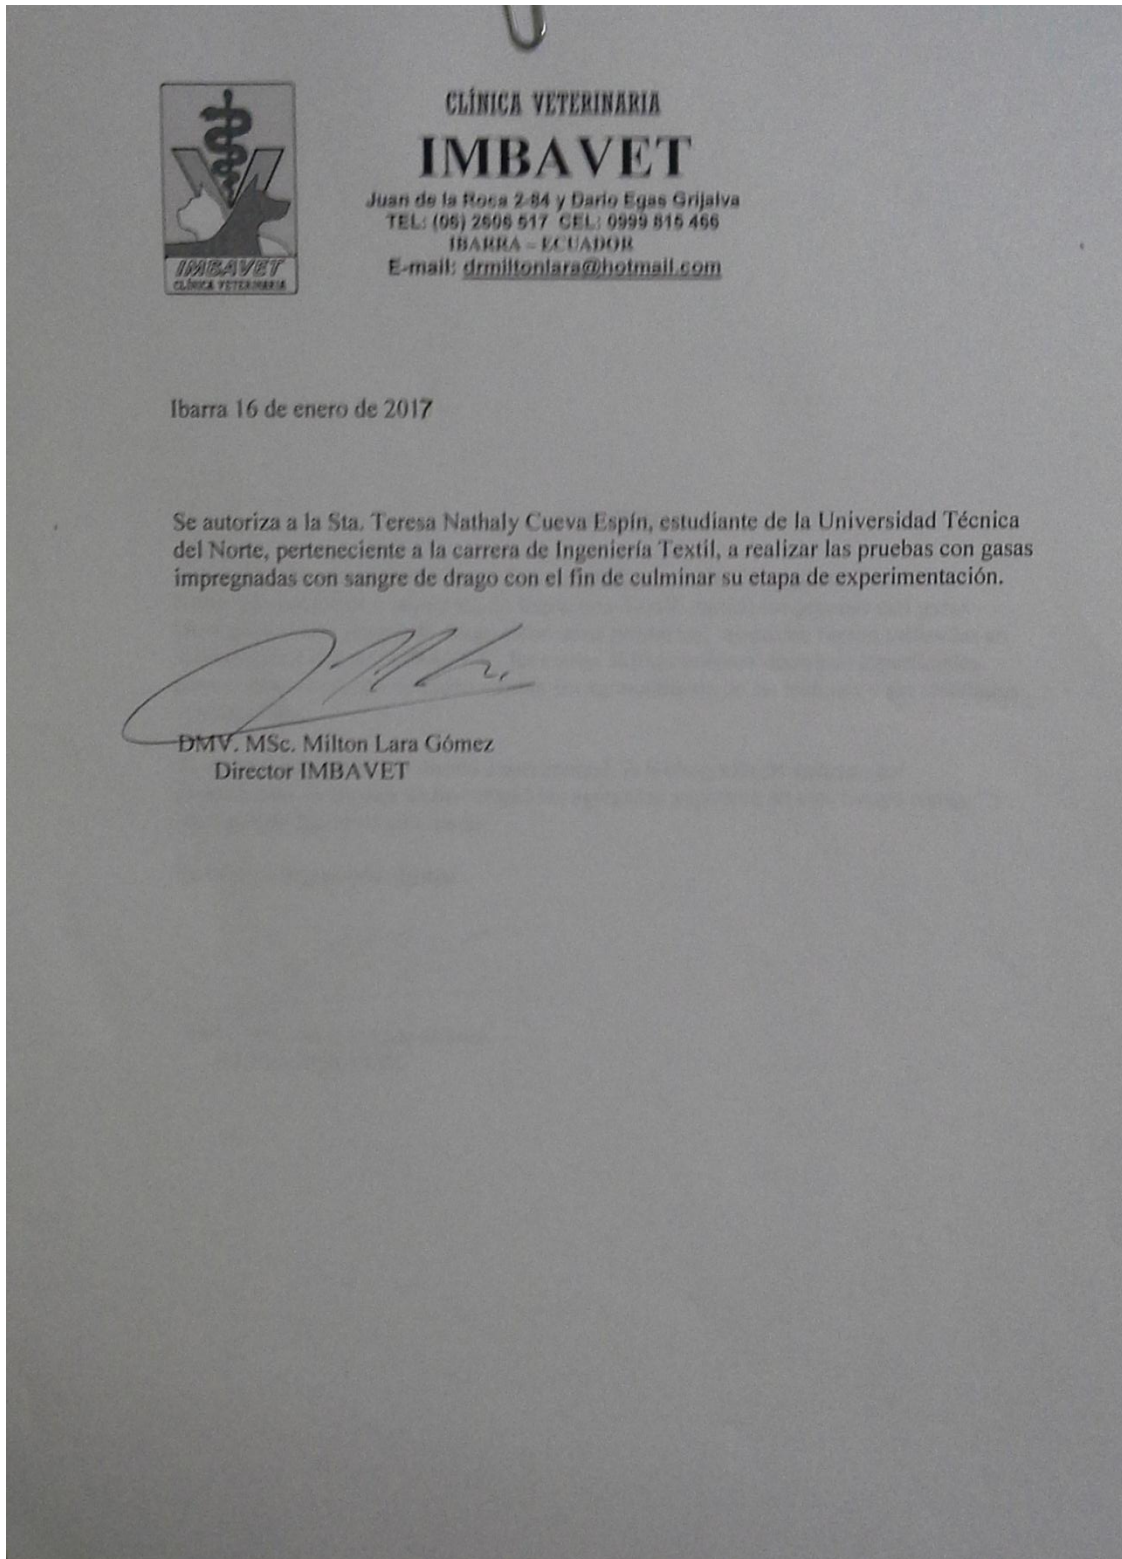 CLÍNICA VETERINARIA
IMBAVET
Juan de la Roca 2-84 y Darío Egas Grijalva
TEL: (06) 2606 517 CEL: 0999 815 466
IBARRA – ECUADOR
E-mail: drmiltonlara@hotmail.com
IMBAVET
CLÍNICA VETERINARIA
Ibarra 16 de enero de 2017
Se autoriza a la Sta. Teresa Nathaly Cueva Espín, estudiante de la Universidad Técnica
del Norte, perteneciente a la carrera de Ingeniería Textil, a realizar las pruebas con gasas
impregnadas con sangre de drago con el fin de culminar su etapa de experimentación.
DMV. MSc. Milton Lara Gómez
Director IMBAVET